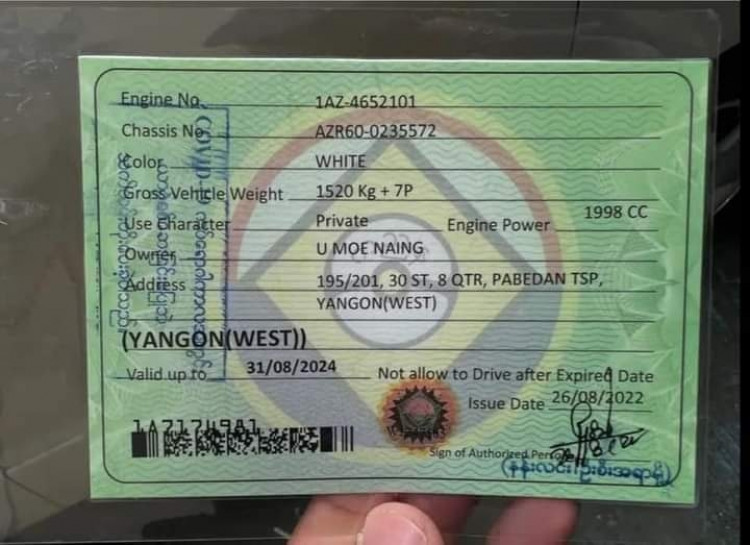 Engine No. 1AZ-4652101
Chassis No. AZR60-0235572
Color WHITE
Gross Vehicle Weight 1520 Kg + 7P
Use Character Private Engine Power 1998 CC
Owner U MOE NAING
Address 195/201, 30 ST, 8 QTR, PABEDAN TSP,
YANGON(WEST)
(YANGON(WEST))
Valid up to 31/08/2024 Not allow to Drive after Expired Date
Issue Date 26/08/2022
1A7174981
Sign of Authorized Person
COVID